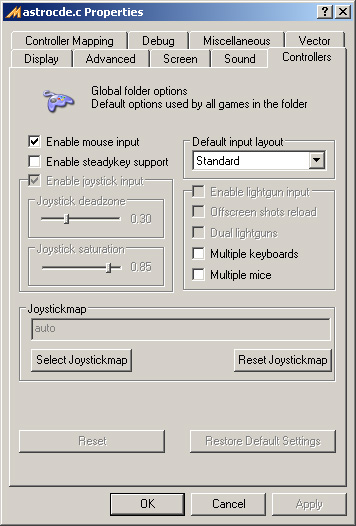 astrocde.c Properties
Controller Mapping Debug Miscellaneous Vector
Display Advanced Screen Sound Controllers
Global folder options
Default options used by all games in the folder
Enable mouse input
Enable steadykey support
Enable joystick input
Joystick deadzone
0.30
Joystick saturation
0.85
Default input layout
Standard
Enable lightgun input
Offscreen shots reload
Dual lightguns
Multiple keyboards
Multiple mice
Joystickmap
auto
Select Joystickmap Reset Joystickmap
Reset Restore Default Settings
OK Cancel Apply